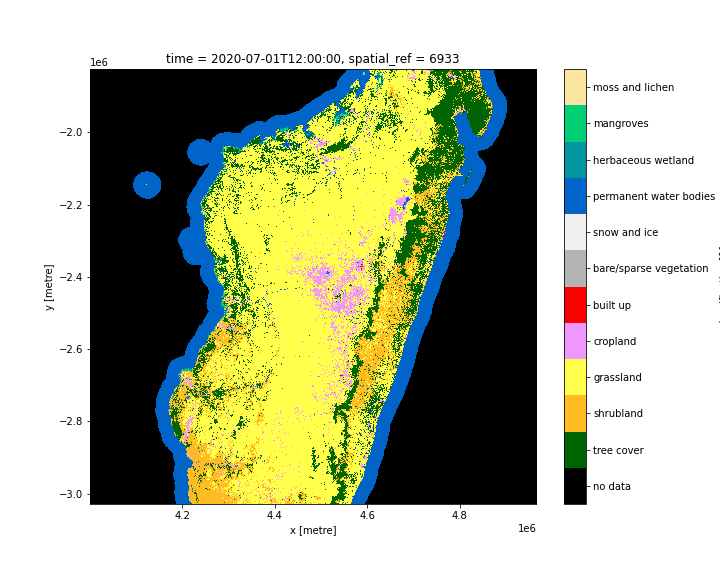 time = 2020-07-01T12:00:00, spatial_ref = 6933
1e6
−2.0
−2.2
−2.4
−2.6
−2.8
−3.0
y [metre]
4.2
4.4
4.6
4.8
1e6
x [metre]
moss and lichen
mangroves
herbaceous wetland
permanent water bodies
snow and ice
bare/sparse vegetation
built up
cropland
grassland
shrubland
tree cover
no data